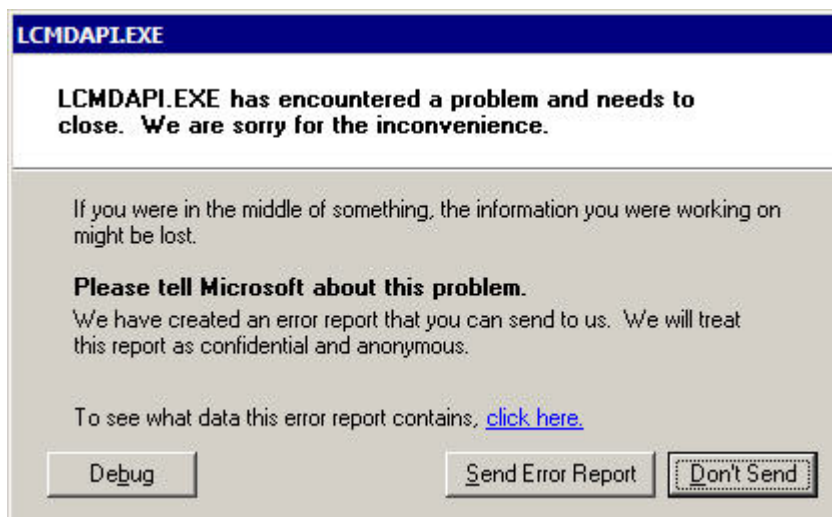 LCMDAPI.EXE
LCMDAPI.EXE has encountered a problem and needs to
close.  We are sorry for the inconvenience.
If you were in the middle of something, the information you were working on
might be lost.
Please tell Microsoft about this problem.
We have created an error report that you can send to us.  We will treat
this report as confidential and anonymous.
To see what data this error report contains, click here.
Debug
Send Error Report
Don't Send